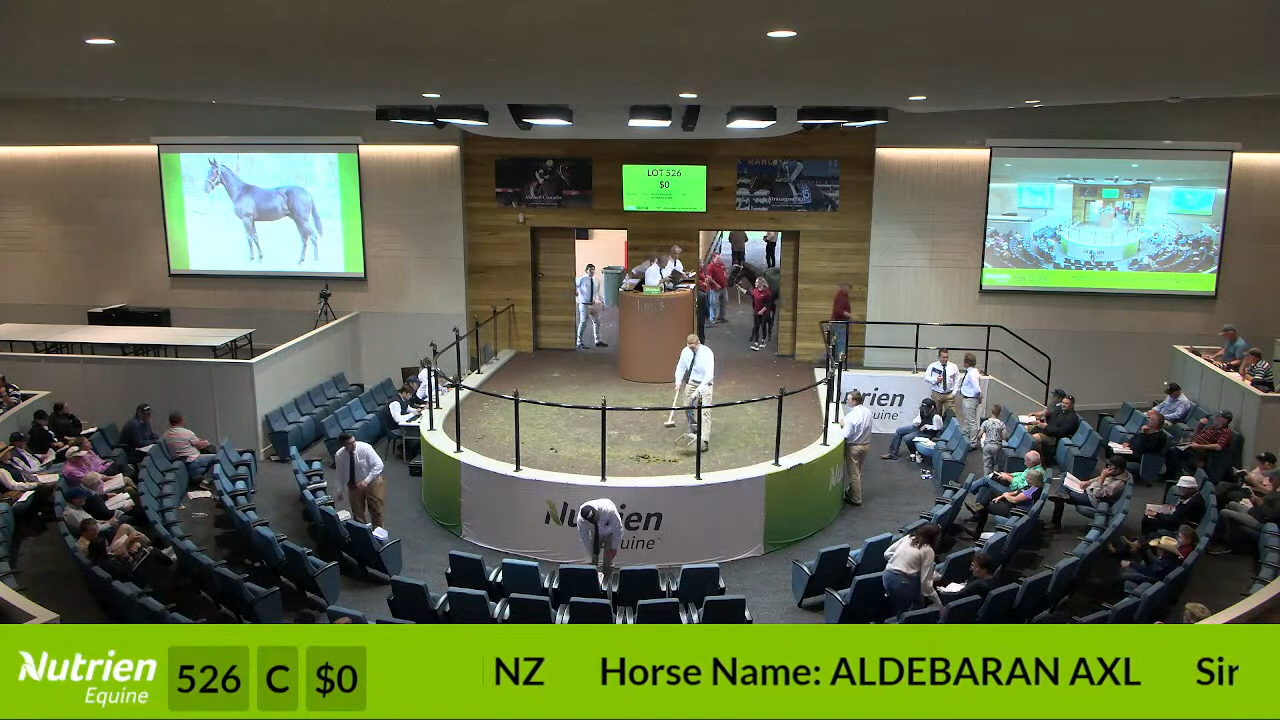 LOT 526
$0
Nutrien
Equine
Nutrien
Equine
Nutrien
Equine
526
C
$0
NZ
Horse Name: ALDEBARAN AXL
Sir